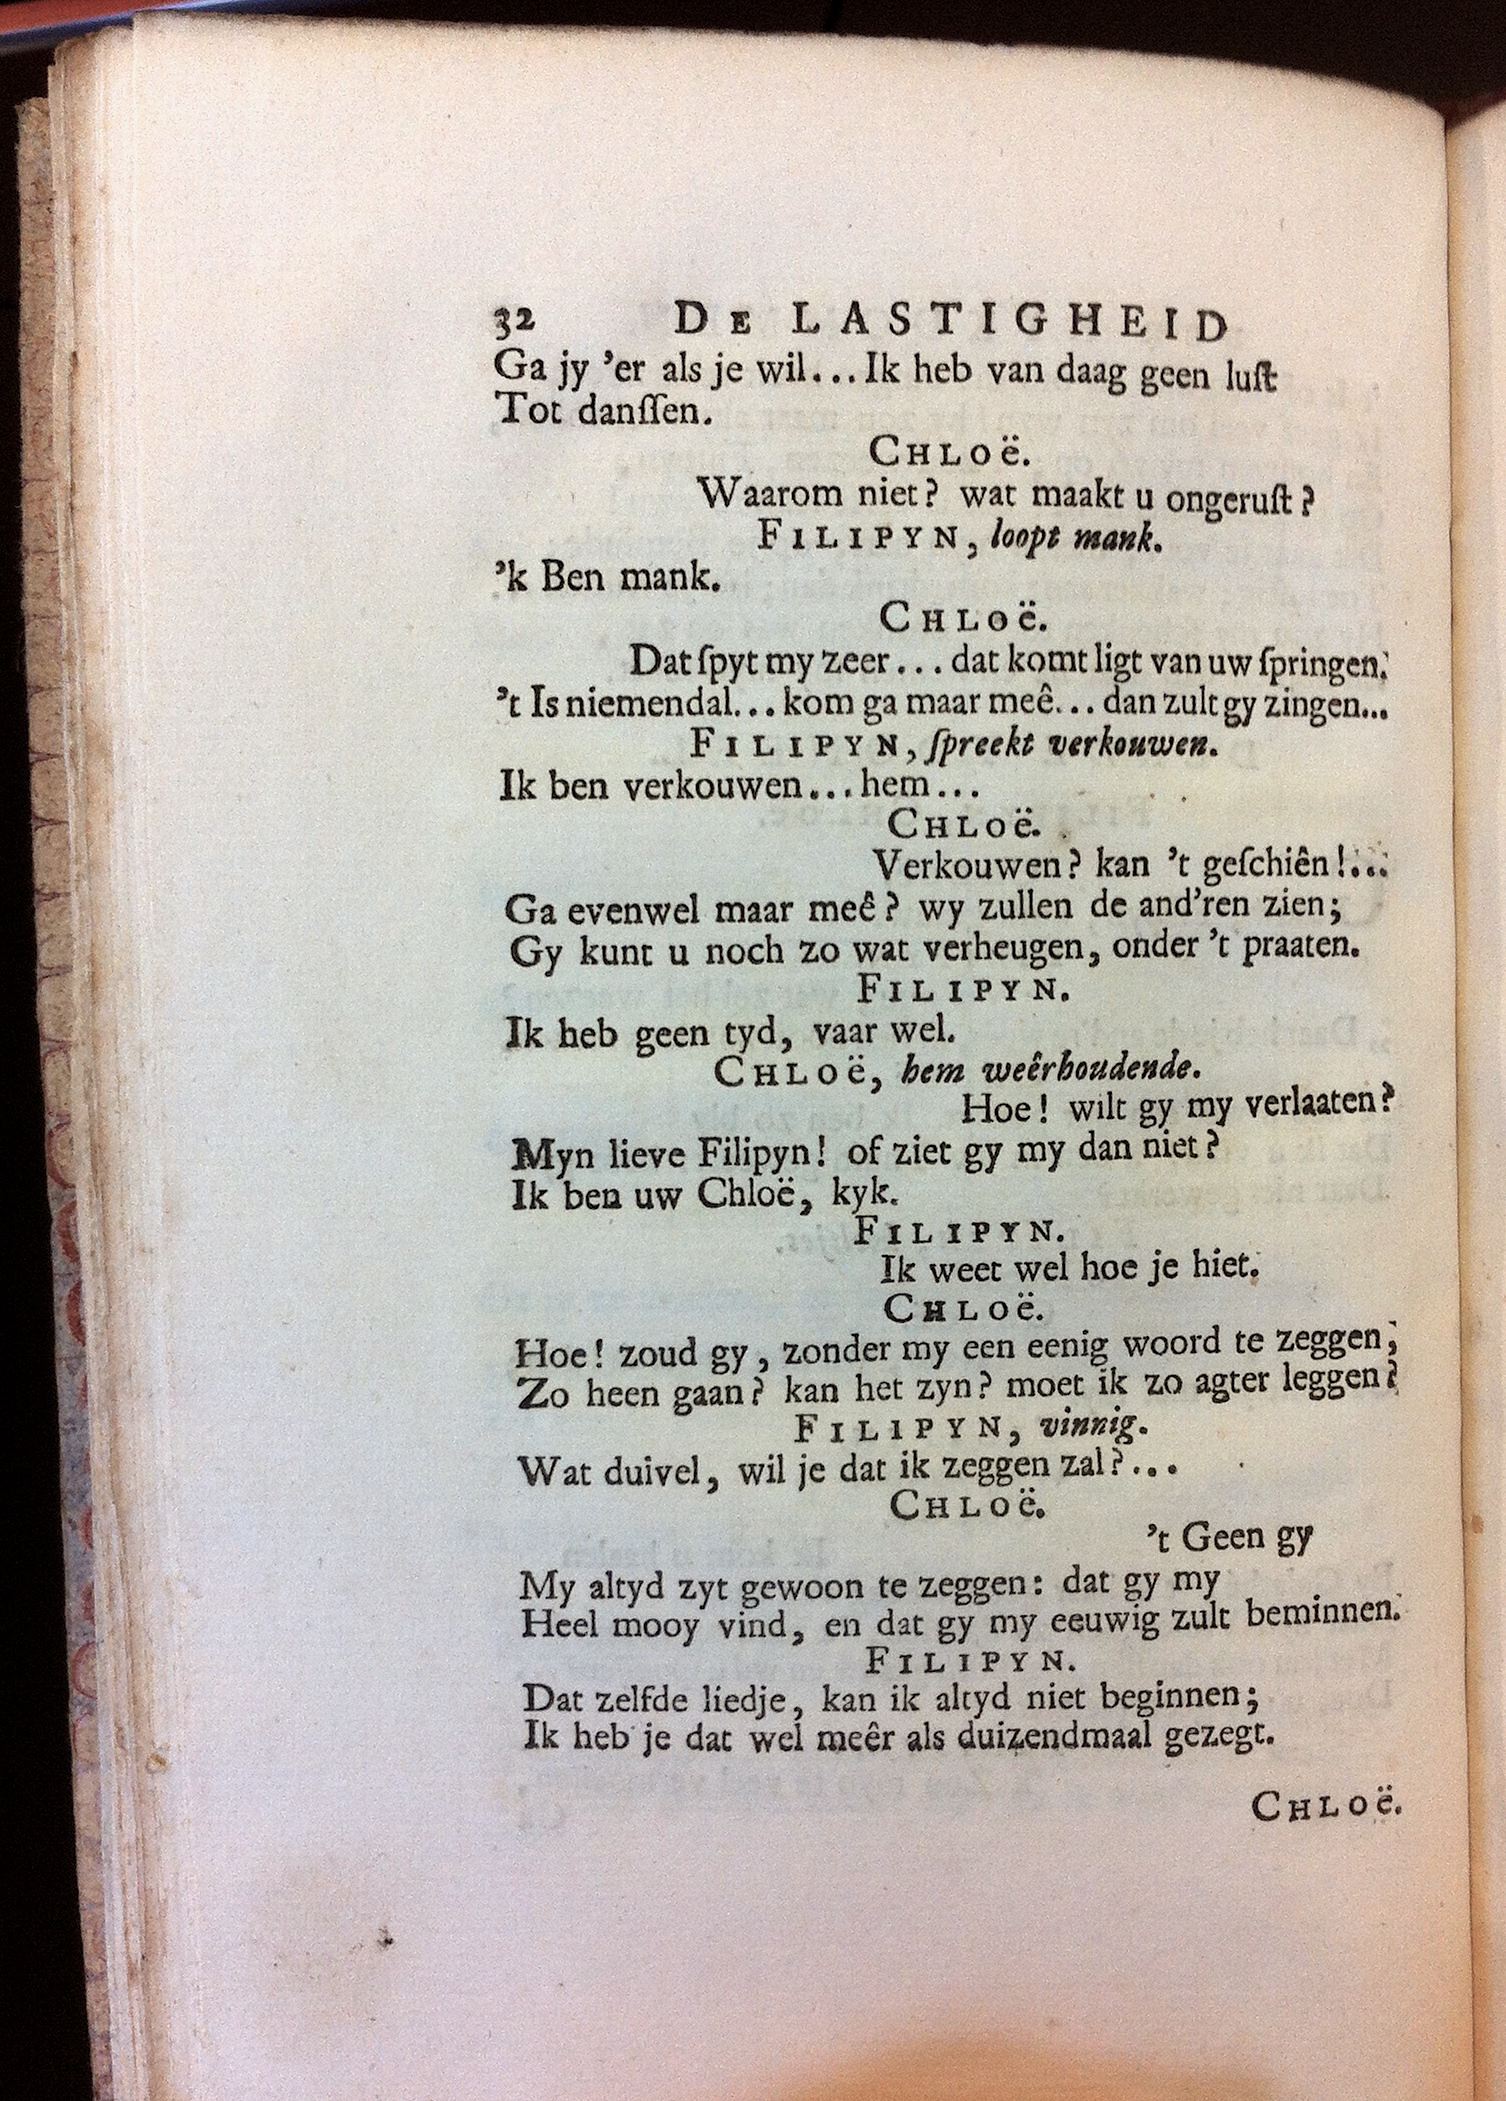 32 DE LASTIGHEID
Ga jy 'er als je wil... Ik heb van daag geen luſt
Tot danſſen.
CHLOë.
Waarom niet? wat maakt u ongeruſt?
FILIPYN, loopt mank.
'k Ben mank.
CHLOë.
Dat ſpyt my zeer... dat komt ligt van uw ſpringen.
't Is niemendal... kom ga maar meê... dan zult gy zingen...
FILIPYN, ſpreekt verkouwen.
Ik ben verkouwen... hem...
CHLOë.
Verkouwen? kan 't geſchiên!...
Ga evenwel maar meê? wy zullen de and'ren zien;
Gy kunt u noch zo wat verheugen, onder 't praaten.
FILIPYN.
Ik heb geen tyd, vaar wel.
CHLOë, hem weêrhoudende.
Hoe! wilt gy my verlaaten?
Myn lieve Filipyn! of ziet gy my dan niet?
Ik ben uw Chloë, kyk.
FILIPYN.
Ik weet wel hoe je hiet.
CHLOë.
Hoe! zoud gy, zonder my een eenig woord te zeggen,
Zo heen gaan? kan het zyn? moet ik zo agter leggen?
FILIPYN, vinnig.
Wat duivel, wil je dat ik zeggen zal?...
CHLOë.
't Geen gy
My altyd zyt gewoon te zeggen: dat gy my
Heel mooy vind, en dat gy my eeuwig zult beminnen.
FILIPYN.
Dat zelfde liedje, kan ik altyd niet beginnen;
Ik heb je dat wel meêr als duizendmaal gezegt.
CHLOë.